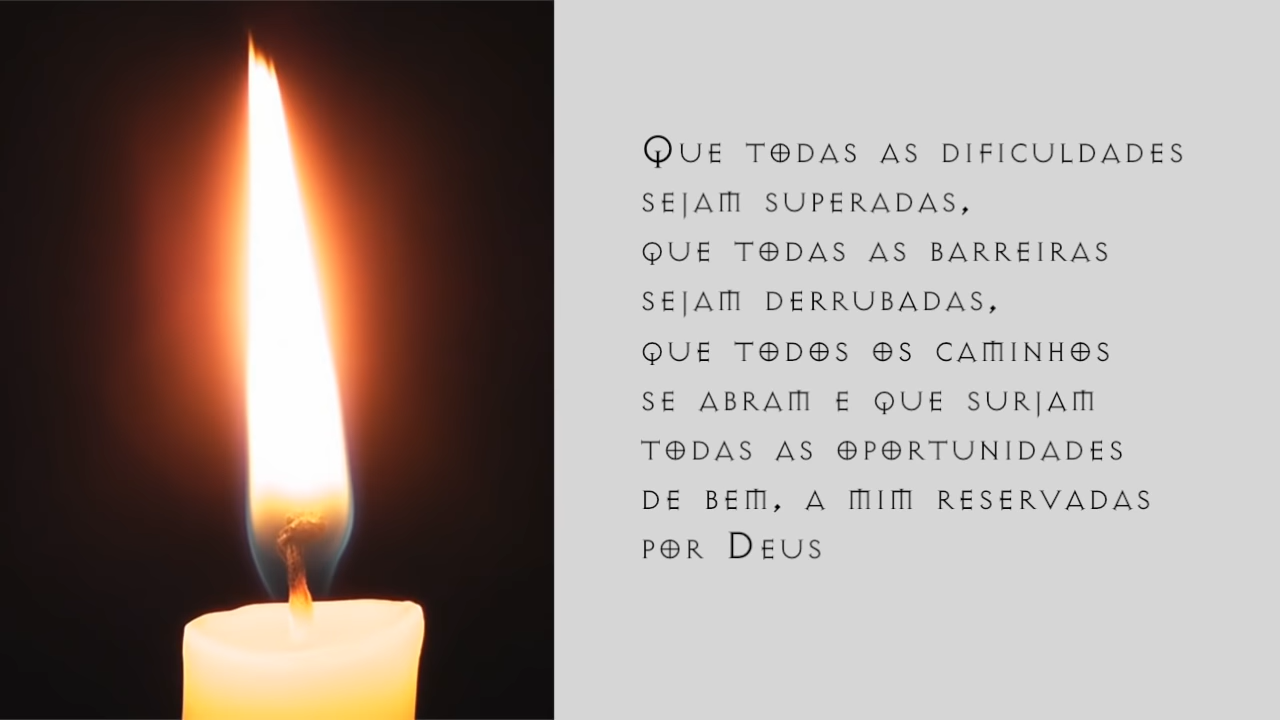 Que todas as dificuldades
sejam superadas,
que todas as barreiras
sejam derrubadas,
que todos os caminhos
se abram e que surjam
todas as oportunidades
de bem, a mim reservadas
por Deus